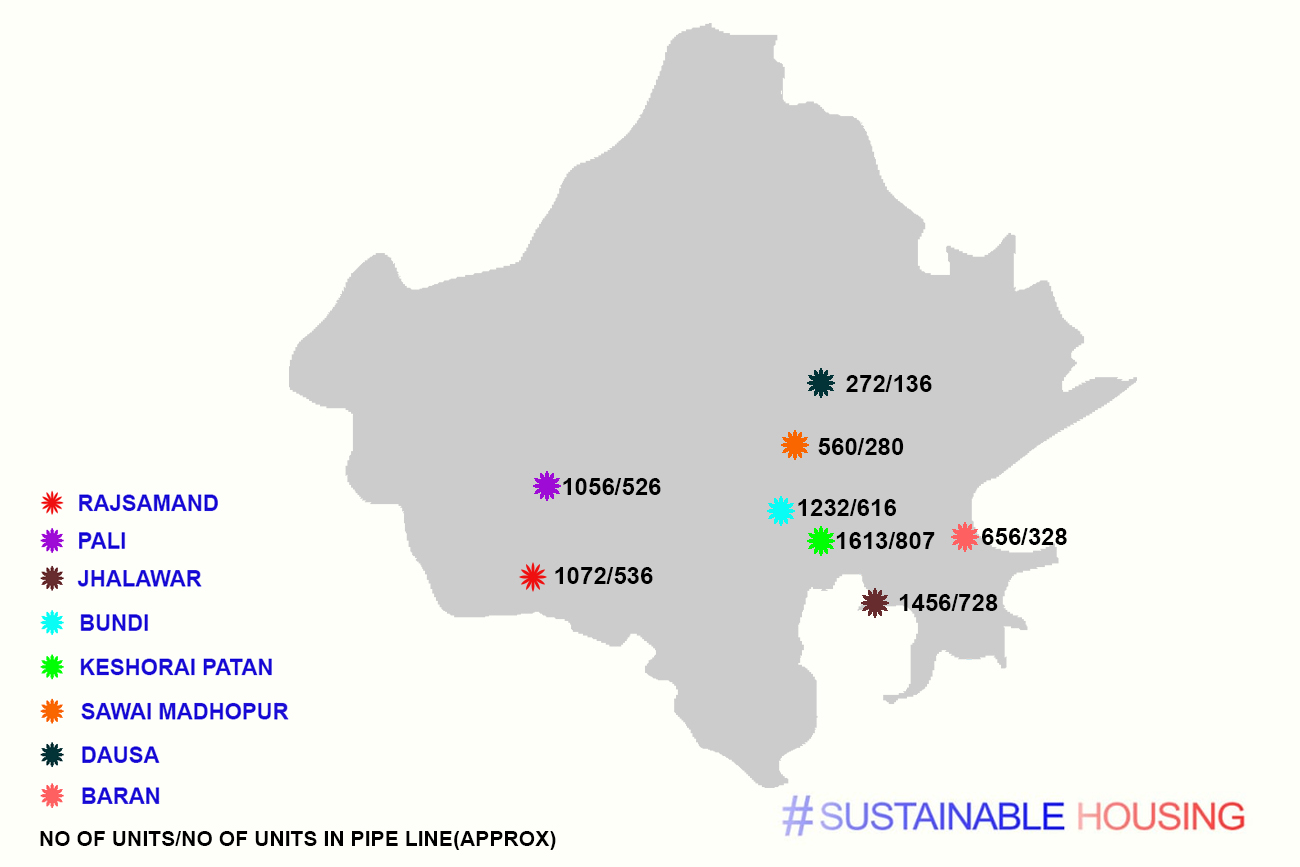 272/136
560/280
1056/526
1232/616
1613/807
656/328
1072/536
1456/728
RAJSAMAND
PALI
JHALAWAR
BUNDI
KESHORAI PATAN
SAWAI MADHOPUR
DAUSA
BARAN
NO OF UNITS/NO OF UNITS IN PIPE LINE(APPROX)
#SUSTAINABLE HOUSING